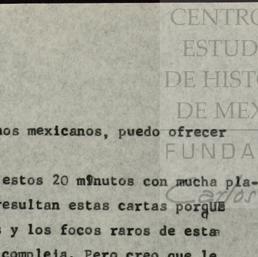 CENTRO
ESTUD
DE HISTO
DE MEX
FUNDA
Carlos
nos mexicanos, puedo ofrecer
estos 20 minutos con mucha pla-
resultan estas cartas porque
s y los focos raros de esta
compleja. Pero creo que le